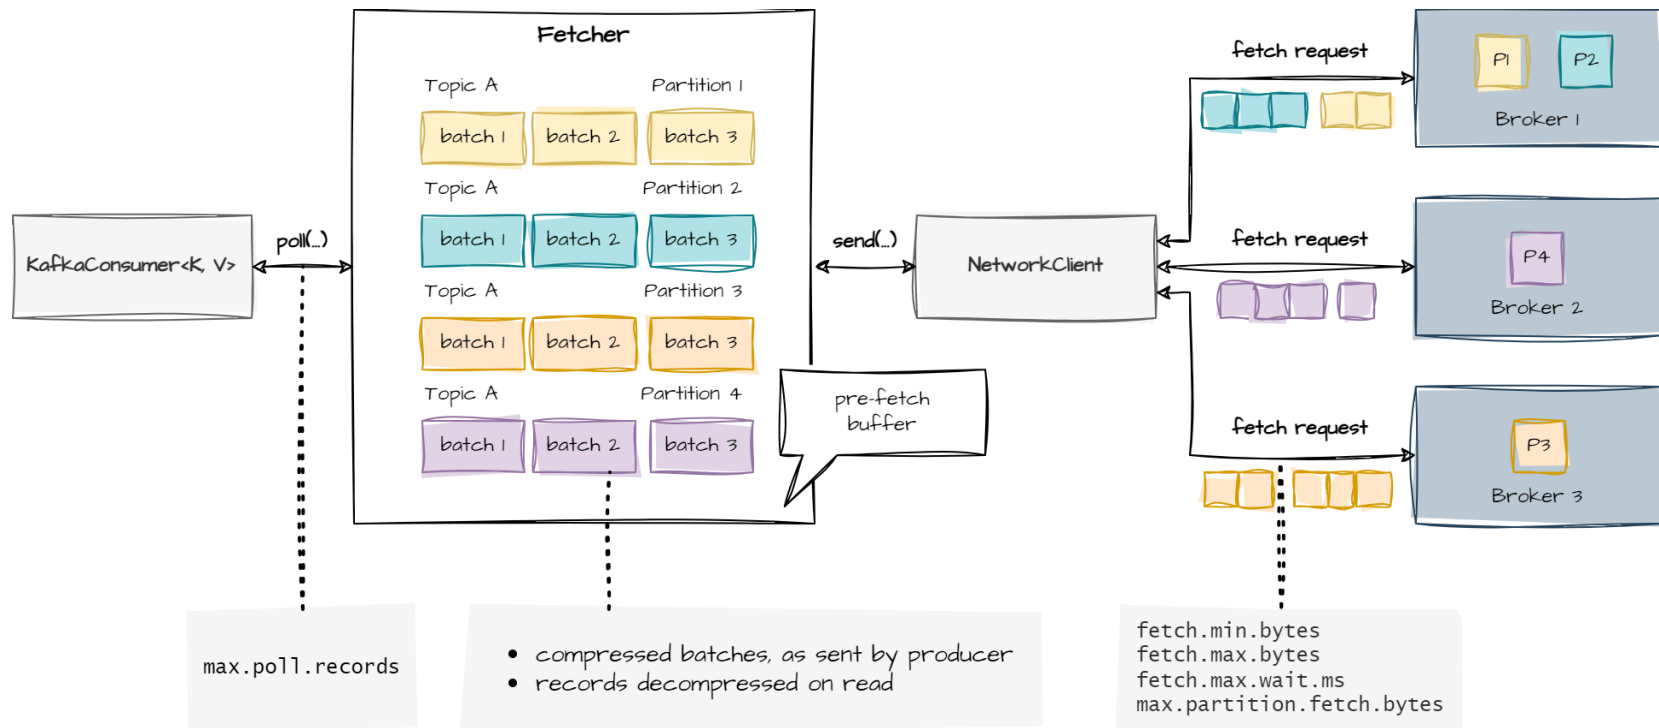 Fetcher
Topic A Partition 1
batch 1 batch 2 batch 3
Topic A Partition 2
batch 1 batch 2 batch 3
Topic A Partition 3
batch 1 batch 2 batch 3
Topic A Partition 4
batch 1 batch 2 batch 3
KafkaConsumer<K, V>
poll(...)
send(...)
NetworkClient
pre-fetch
buffer
fetch request
P1 P2
Broker 1
fetch request
P4
Broker 2
fetch request
P3
Broker 3
max.poll.records
• compressed batches, as sent by producer
• records decompressed on read
fetch.min.bytes
fetch.max.bytes
fetch.max.wait.ms
max.partition.fetch.bytes